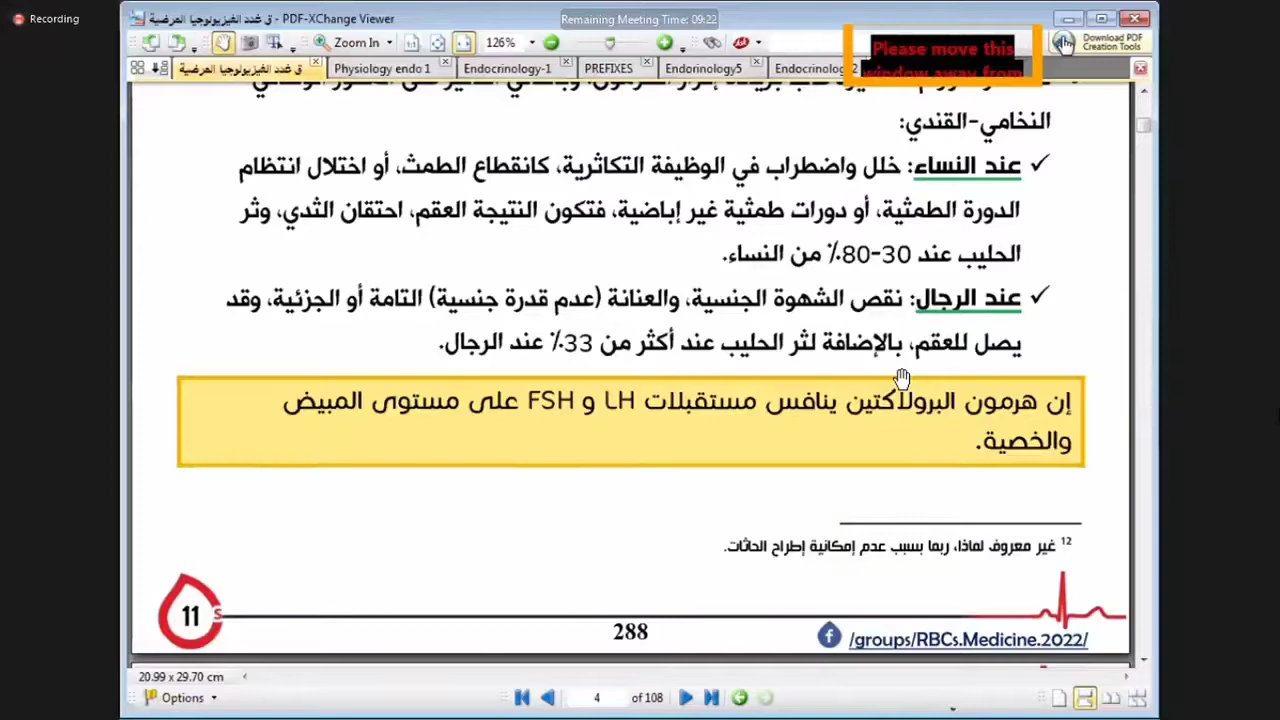 Recording
ق غدد الفيزيولوجيا المرضية - PDF-XChange Viewer
Remaining Meeting Time: 09:22
Zoom In
126%
Please move this
window away from
Download PDF
Creation Tools
ق غدد الفيزيولوجيا المرضية
Physiology endo1
Endocrinology-1
PREFIXES
Endorinology5
Endocrinolog 2
النخامي-القندي:
✓ عند النساء: خلل واضطراب في الوظيفة التكاثرية، كانقطاع الطمث، أو اختلال انتظام
الدورة الطمثية، أو دورات طمثية غير إباضية، فتكون النتيجة العقم، احتقان الثدي، وثر
الحليب عند 30-80٪ من النساء.
✓ عند الرجال: نقص الشهوة الجنسية، والعنانة (عدم قدرة جنسية) التامة أو الجزئية، وقد
يصل للعقم، بالإضافة لثر الحليب عند أكثر من 33٪ عند الرجال.
إن هرمون البرولاكتين ينافس مستقبلات LH و FSH على مستوى المبيض
والخصية.
12 غير معروف لماذا، ربما بسبب عدم إمكانية إطراح الحاثات.
11
288
/groups/RBCs.Medicine.2022/
20.99 x 29.70 cm
Options
4
of 108